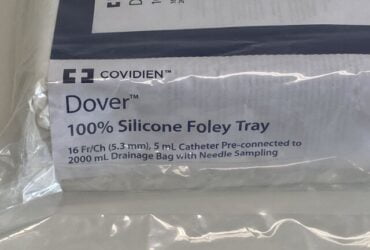 COVIDIEN™
Dover™
100% Silicone Foley Tray
16 Fr/Ch (5.3 mm), 5 mL Catheter Pre-connected to
2000 mL Drainage Bag with Needle Sampling